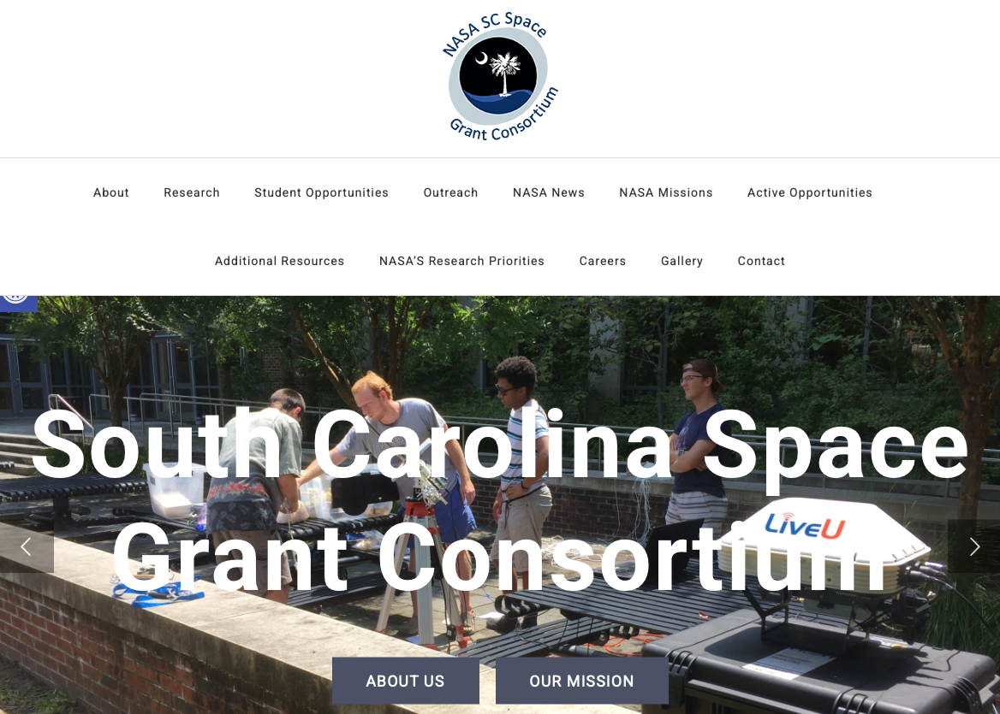 NASA SC Space
Grant Consortium
About Research Student Opportunities Outreach NASA News NASA Missions Active Opportunities
Additional Resources NASA’S Research Priorities Careers Gallery Contact
South Carolina Space
LiveU
Grant Consortium
ABOUT US OUR MISSION